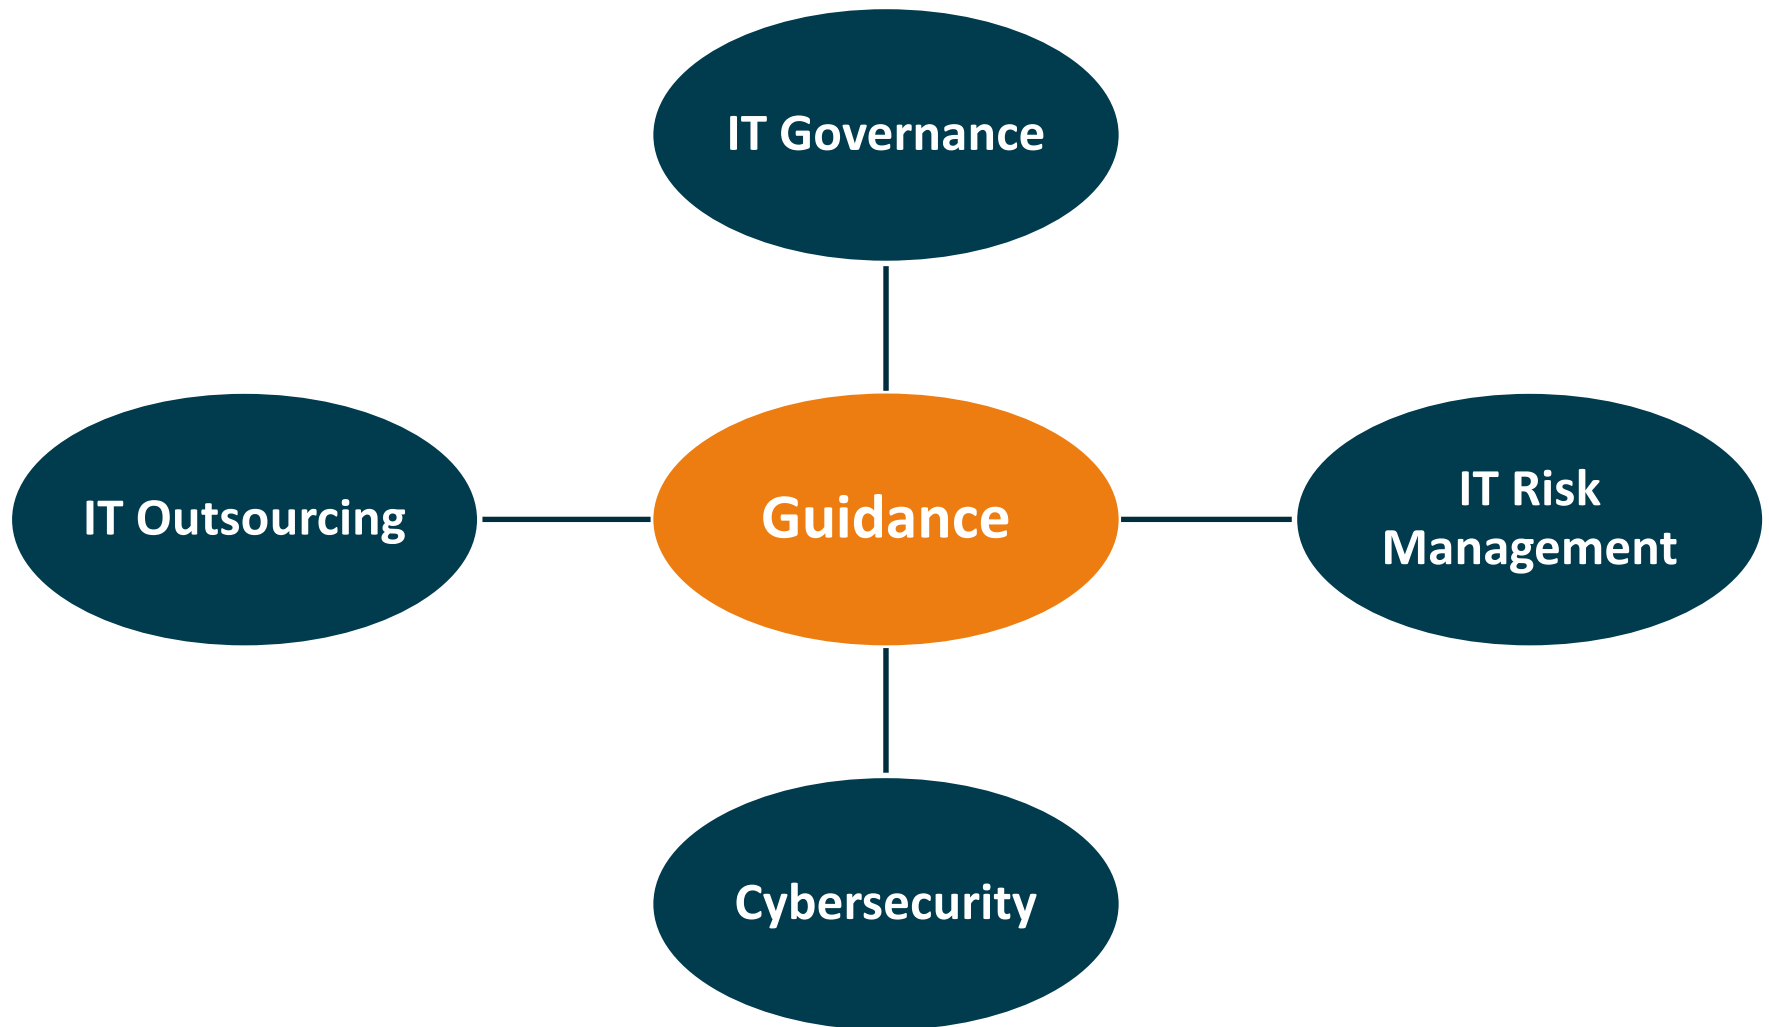 IT Governance
IT Outsourcing
Guidance
IT Risk
Management
Cybersecurity